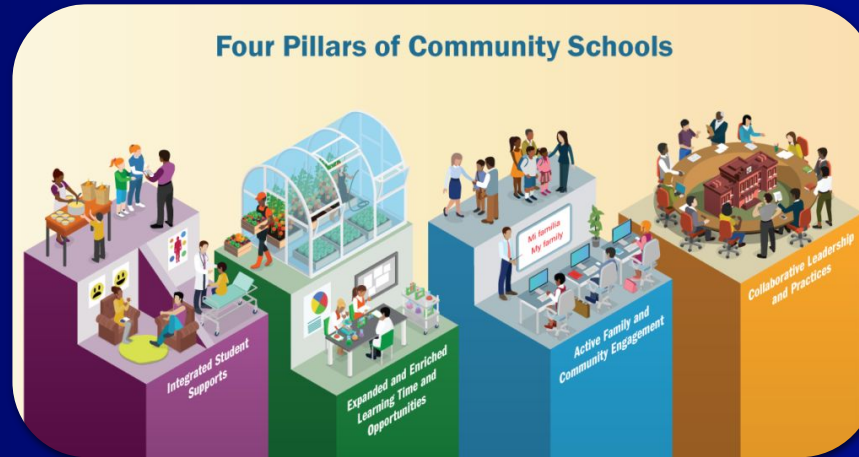 Four Pillars of Community Schools
Mi familia
My family
Integrated Student
Supports
Expanded and Enriched
Learning Time and
Opportunities
Active Family and
Community Engagement
Collaborative Leadership
and Practices